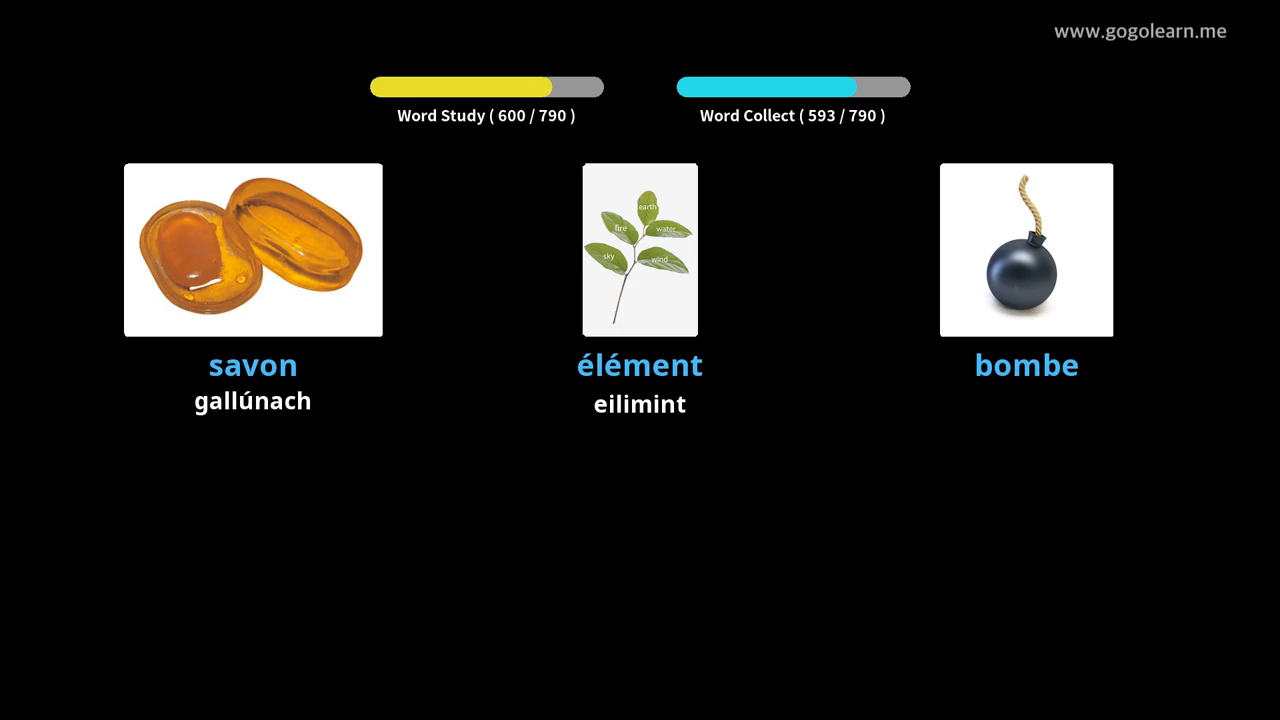 www.gogolearn.me
Word Study ( 600 / 790 )
Word Collect ( 593 / 790 )
earth
fire
water
sky
wind
savon
élément
bombe
gallúnach
eilimint